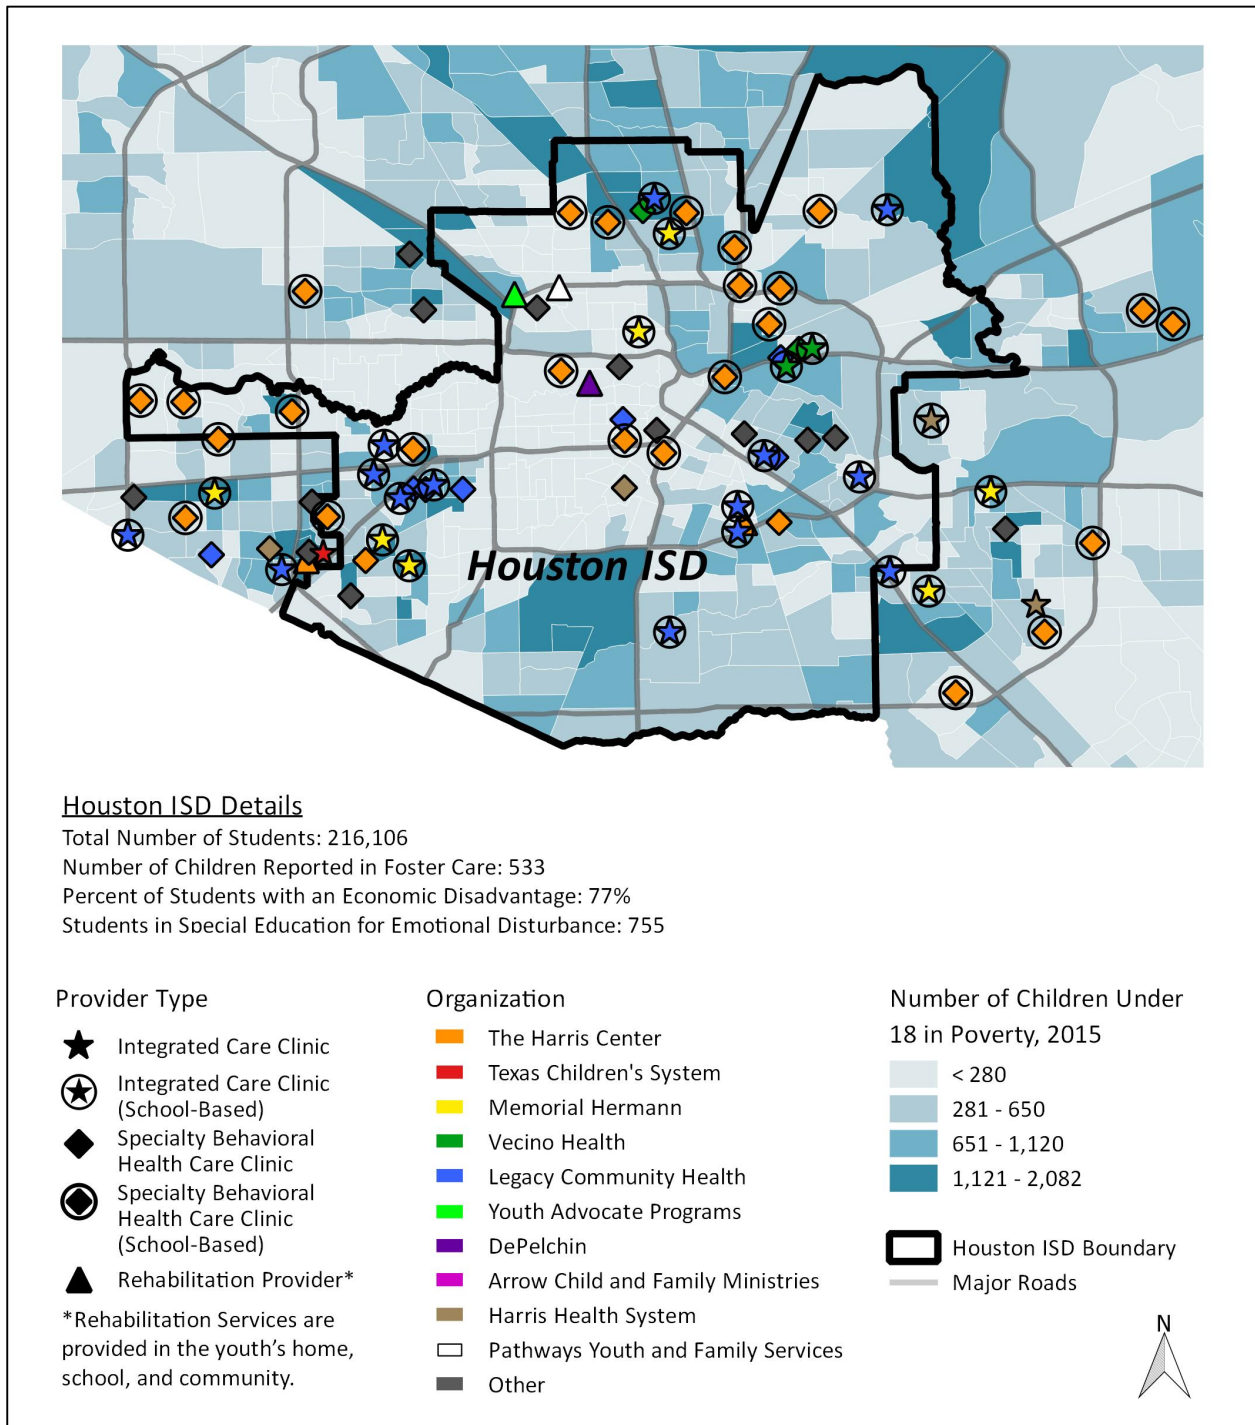 Houston ISD
Houston ISD Details
Total Number of Students: 216,106
Number of Children Reported in Foster Care: 533
Percent of Students with an Economic Disadvantage: 77%
Students in Special Education for Emotional Disturbance: 755
Provider Type
Integrated Care Clinic
Integrated Care Clinic
(School-Based)
Specialty Behavioral
Health Care Clinic
Specialty Behavioral
Health Care Clinic
(School-Based)
Rehabilitation Provider*
*Rehabilitation Services are
provided in the youth’s home,
school, and community.
Organization
The Harris Center
Texas Children's System
Memorial Hermann
Vecino Health
Legacy Community Health
Youth Advocate Programs
DePelchin
Arrow Child and Family Ministries
Harris Health System
Pathways Youth and Family Services
Other
Number of Children Under
18 in Poverty, 2015
< 280
281 - 650
651 - 1,120
1,121 - 2,082
Houston ISD Boundary
Major Roads
N